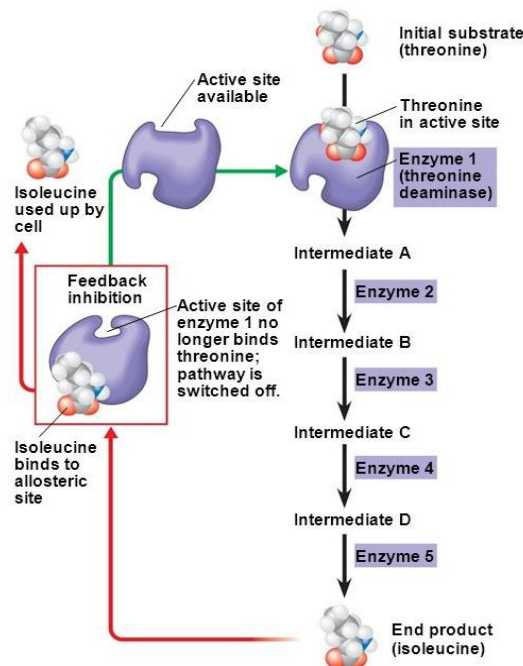 Initial substrate
(threonine)
Active site
available
Threonine
in active site
Enzyme 1
(threonine
deaminase)
Isoleucine
used up by
cell
Intermediate A
Feedback
inhibition
Enzyme 2
Active site of
enzyme 1 no
longer binds
threonine;
pathway is
switched off.
Intermediate B
Enzyme 3
Intermediate C
Isoleucine
binds to
allosteric
site
Enzyme 4
Intermediate D
Enzyme 5
End product
(isoleucine)